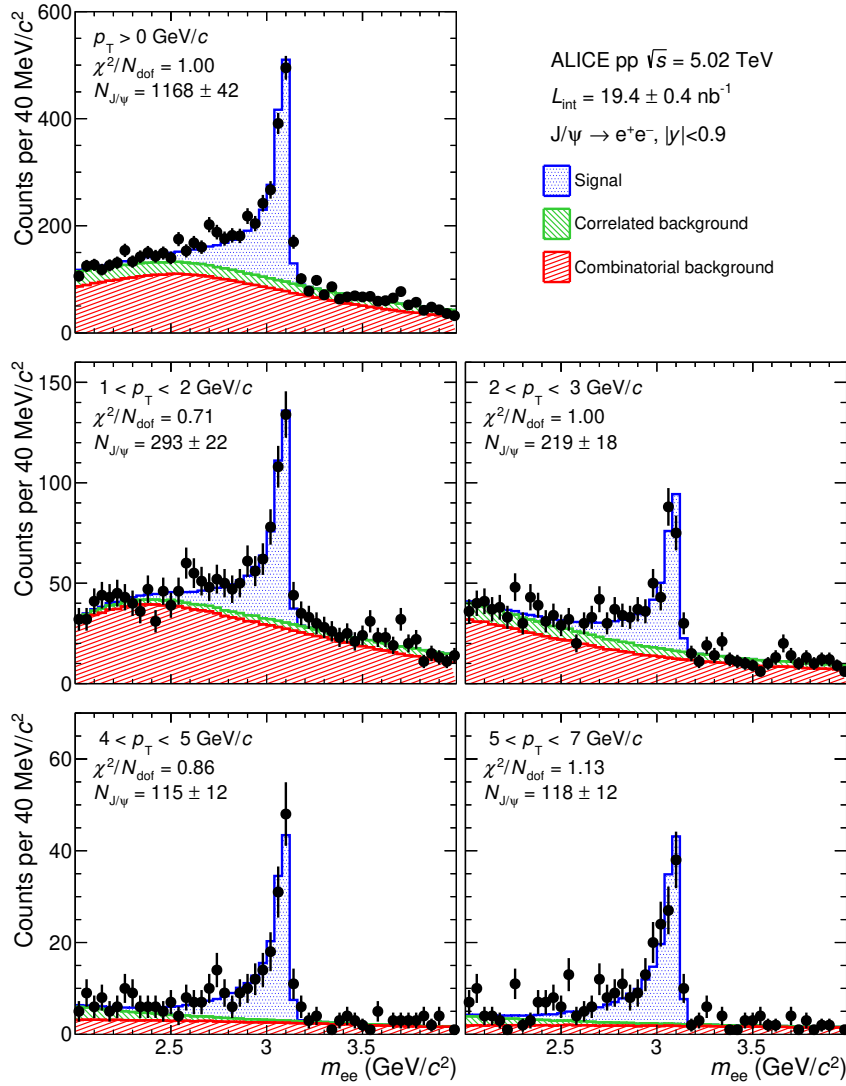 p_T > 0 GeV/c
χ²/N_dof = 1.00
N_J/ψ = 1168 ± 42
Counts per 40 MeV/c²
600
400
200
0
ALICE pp √s = 5.02 TeV
L_int = 19.4 ± 0.4 nb⁻¹
J/ψ → e⁺e⁻, |y|<0.9
Signal
Correlated background
Combinatorial background
1 < p_T < 2 GeV/c
χ²/N_dof = 0.71
N_J/ψ = 293 ± 22
Counts per 40 MeV/c²
150
100
50
0
2 < p_T < 3 GeV/c
χ²/N_dof = 1.00
N_J/ψ = 219 ± 18
4 < p_T < 5 GeV/c
χ²/N_dof = 0.86
N_J/ψ = 115 ± 12
Counts per 40 MeV/c²
60
40
20
0
2.5 3 3.5
m_ee (GeV/c²)
5 < p_T < 7 GeV/c
χ²/N_dof = 1.13
N_J/ψ = 118 ± 12
2.5 3 3.5
m_ee (GeV/c²)